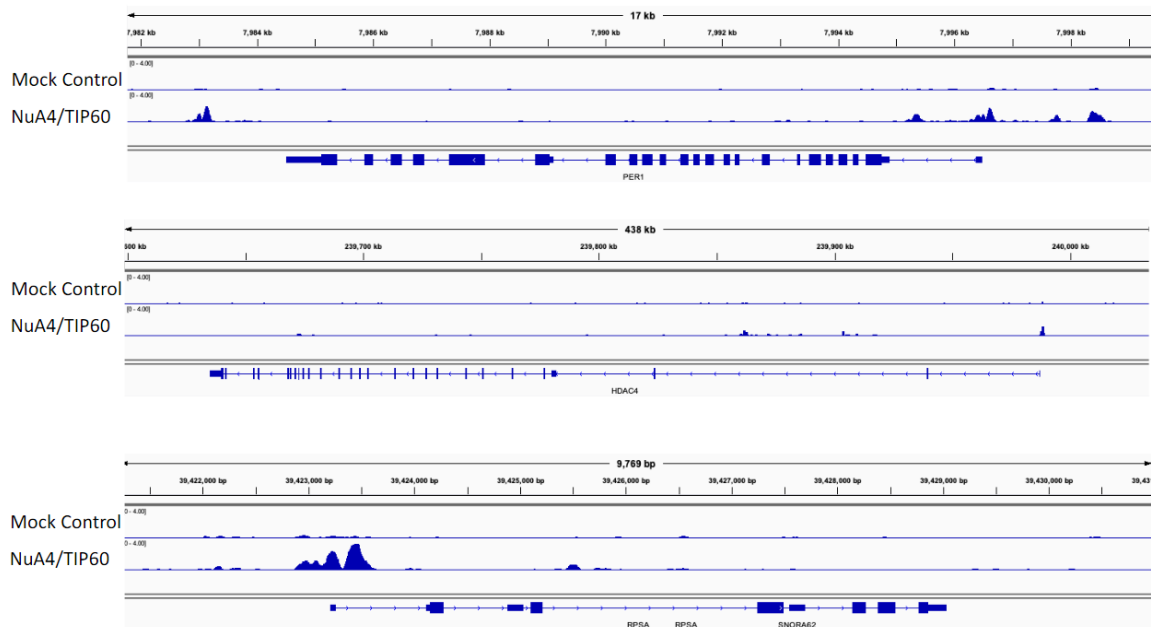 17 kb
7,982 kb 7,984 kb 7,986 kb 7,988 kb 7,990 kb 7,992 kb 7,994 kb 7,996 kb 7,998 kb
[0 - 4.00]
Mock Control
[0 - 4.00]
NuA4/TIP60
PER1
438 kb
600 kb 239,700 kb 239,800 kb 239,900 kb 240,000 kb
[0 - 4.00]
Mock Control
[0 - 4.00]
NuA4/TIP60
HDAC4
9,769 bp
39,422,000 bp 39,423,000 bp 39,424,000 bp 39,425,000 bp 39,426,000 bp 39,427,000 bp 39,428,000 bp 39,429,000 bp 39,430,000 bp 39,431
0 - 4.00]
Mock Control
0 - 4.00]
NuA4/TIP60
RPSA RPSA SNORA62